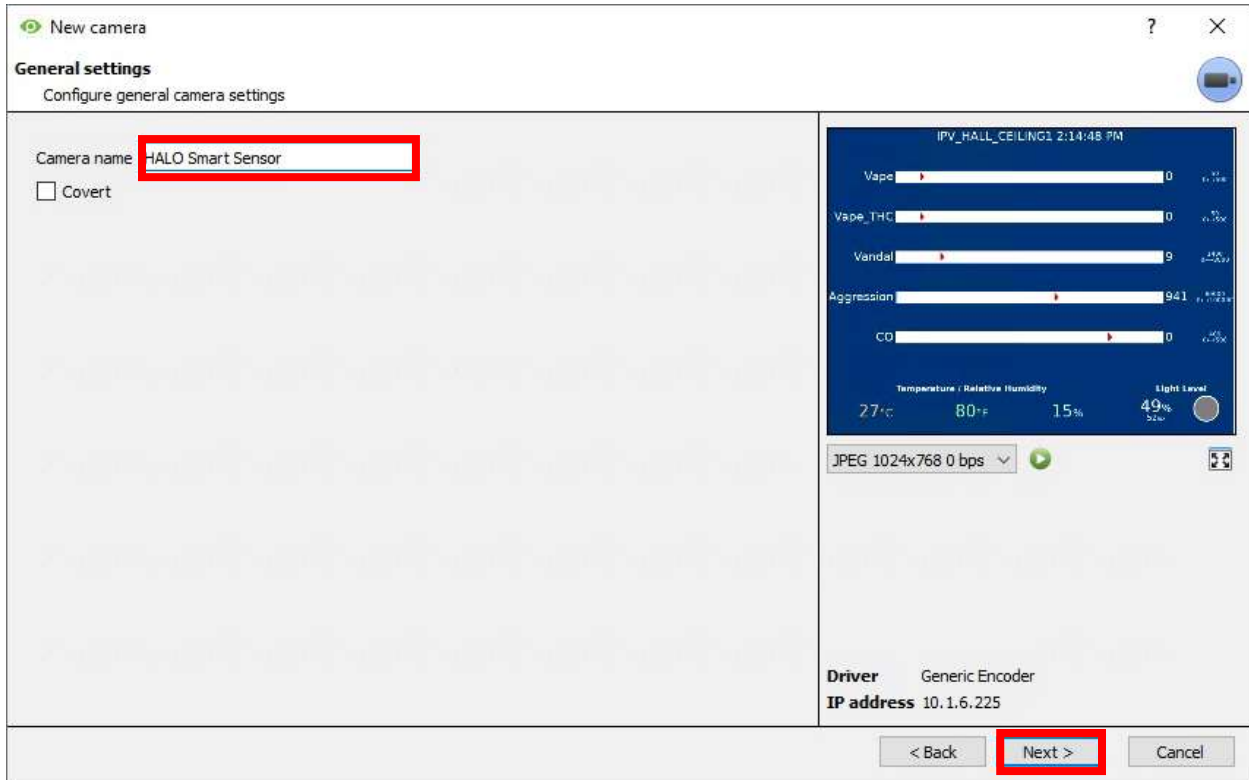 New camera
?
General settings
Configure general camera settings
Camera name HALO Smart Sensor
Covert
IPV_HALL_CEILING1 2:14:48 PM
Vape 0
Vape_THC 0
Vandal 9
Aggression 941
CO 0
Temperature / Relative Humidity Light Level
27°C 80°F 15% 49%
JPEG 1024x768 0 bps
Driver Generic Encoder
IP address 10.1.6.225
< Back Next > Cancel